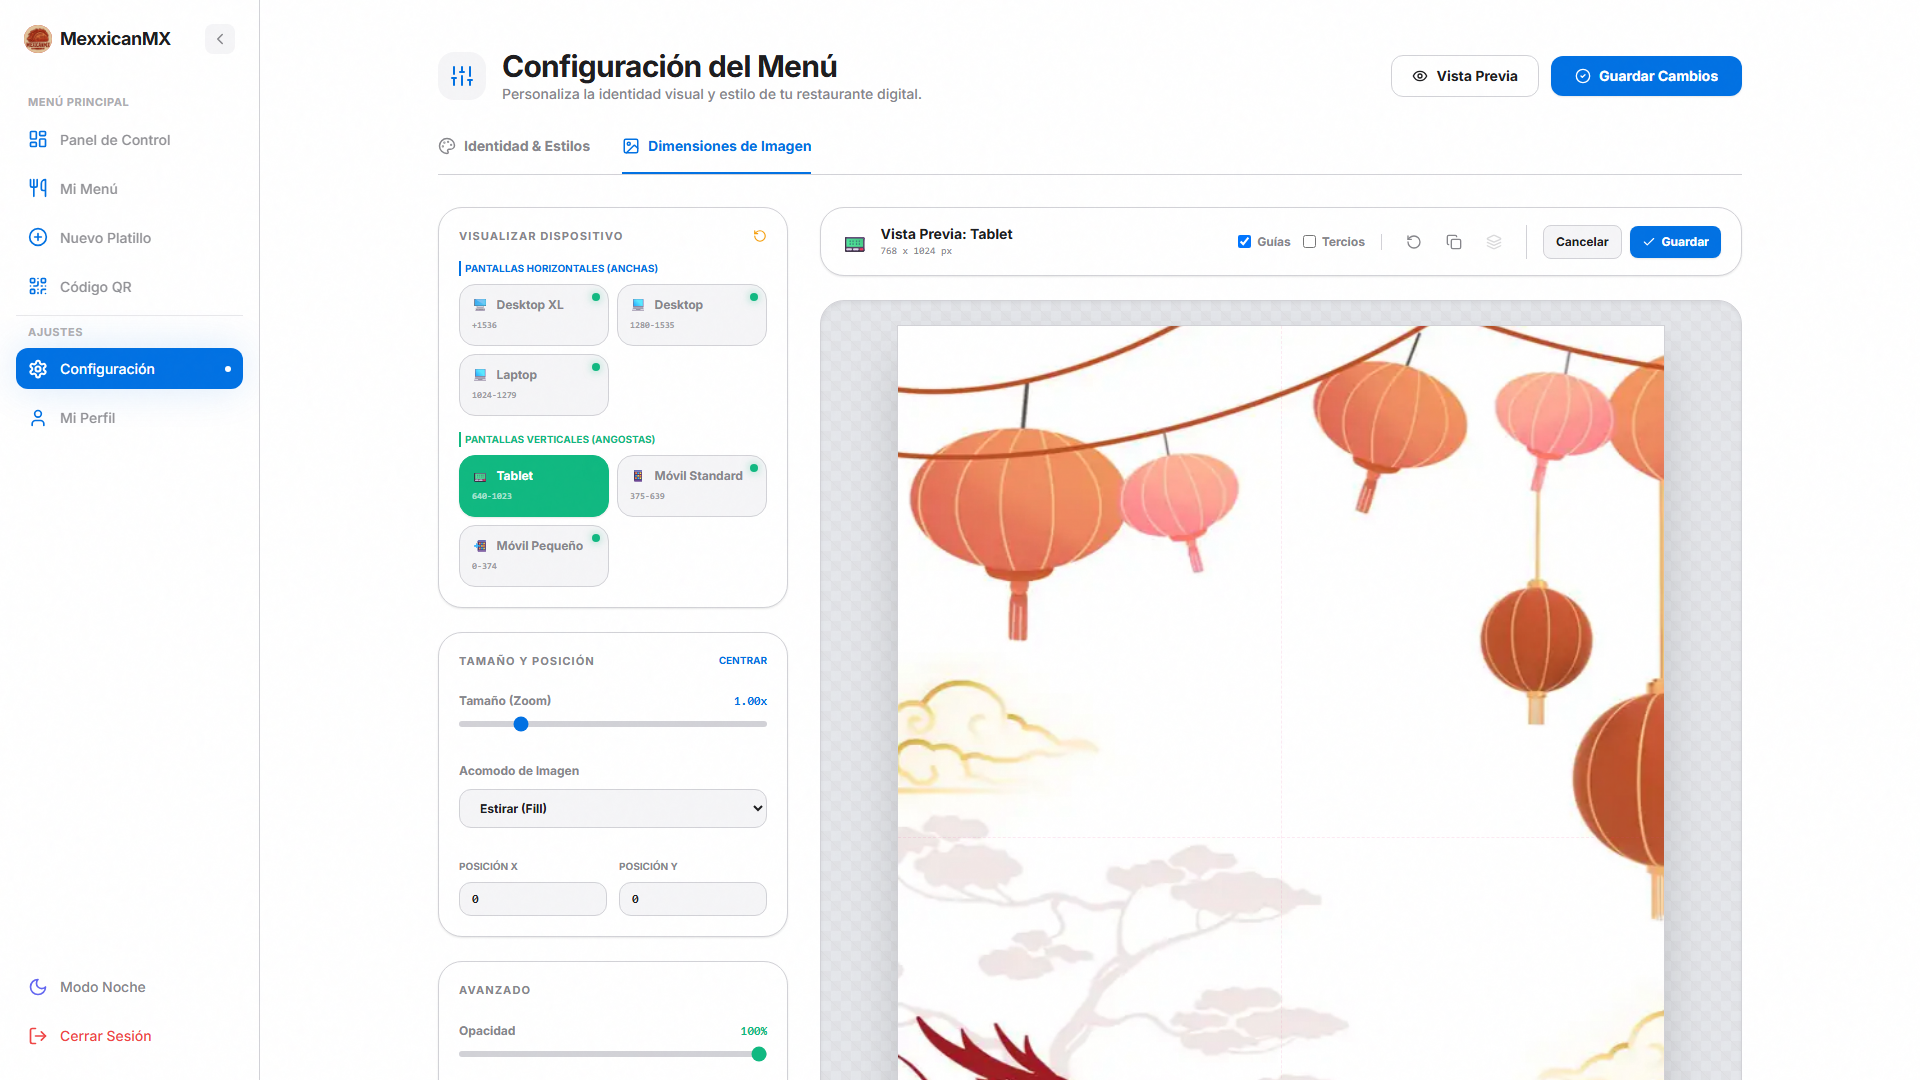 MexxicanMX
MENÚ PRINCIPAL
Panel de Control
Mi Menú
Nuevo Platillo
Código QR
AJUSTES
Configuración
Mi Perfil
Modo Noche
Cerrar Sesión
Configuración del Menú
Personaliza la identidad visual y estilo de tu restaurante digital.
Vista Previa
Guardar Cambios
Identidad & Estilos
Dimensiones de Imagen
VISUALIZAR DISPOSITIVO
PANTALLAS HORIZONTALES (ANCHAS)
Desktop XL
+1536
Desktop
1280-1535
Laptop
1024-1279
PANTALLAS VERTICALES (ANGOSTAS)
Tablet
640-1023
Móvil Standard
375-639
Móvil Pequeño
0-374
TAMAÑO Y POSICIÓN
CENTRAR
Tamaño (Zoom)
1.00x
Acomodo de Imagen
Estirar (Fill)
POSICIÓN X
POSICIÓN Y
0
0
AVANZADO
Opacidad
100%
Vista Previa: Tablet
768 x 1024 px
Guías
Tercios
Cancelar
Guardar